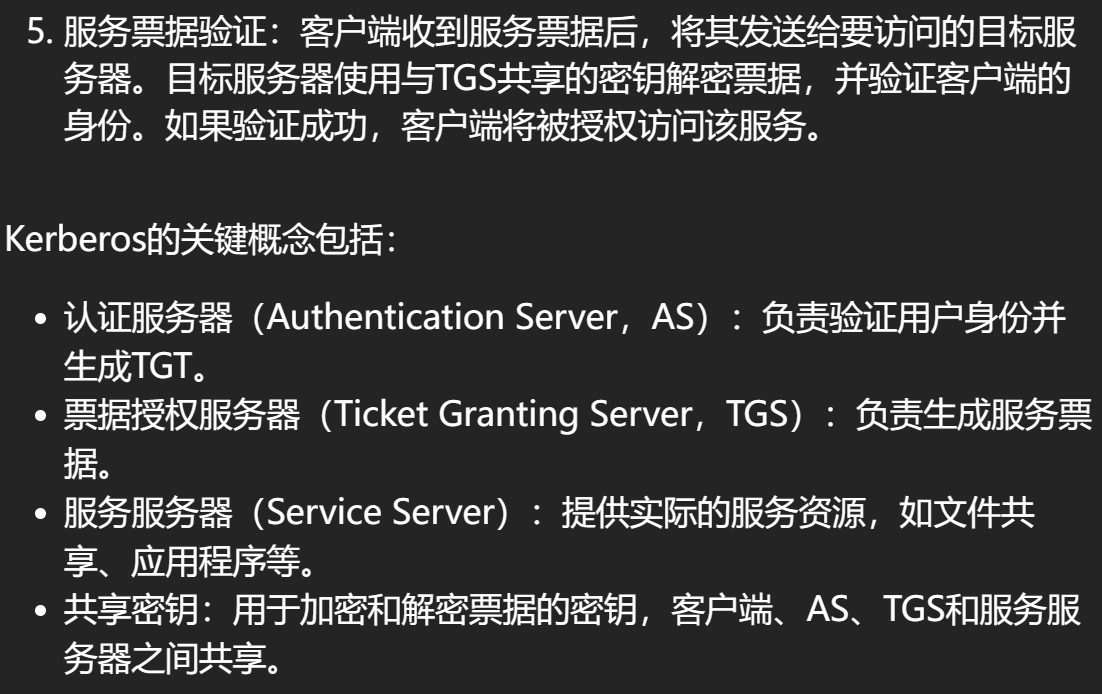 5. 服务票据验证：客户端收到服务票据后，将其发送给要访问的目标服
务器。目标服务器使用与TGS共享的密钥解密票据，并验证客户端的
身份。如果验证成功，客户端将被授权访问该服务。
Kerberos的关键概念包括：
• 认证服务器（Authentication Server，AS）：负责验证用户身份并
生成TGT。
• 票据授权服务器（Ticket Granting Server，TGS）：负责生成服务票
据。
• 服务服务器（Service Server）：提供实际的服务资源，如文件共
享、应用程序等。
• 共享密钥：用于加密和解密票据的密钥，客户端、AS、TGS和服务服
务器之间共享。